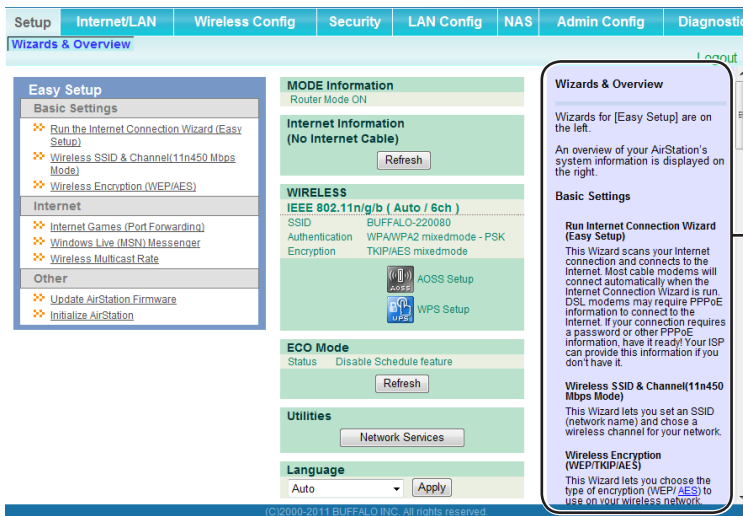 Setup Internet/LAN Wireless Config Security LAN Config NAS Admin Config Diagnostic
Wizards & Overview
Logout
Easy Setup
Basic Settings
Run the Internet Connection Wizard (Easy
Setup)
Wireless SSID & Channel(11n450 Mbps
Mode)
Wireless Encryption (WEP/AES)
Internet
Internet Games (Port Forwarding)
Windows Live (MSN) Messenger
Wireless Multicast Rate
Other
Update AirStation Firmware
Initialize AirStation
MODE Information
Router Mode ON
Internet Information
(No Internet Cable)
Refresh
WIRELESS
IEEE 802.11n/g/b ( Auto / 6ch )
SSID BUFFALO-220080
Authentication WPA/WPA2 mixedmode - PSK
Encryption TKIP/AES mixedmode
AOSS AOSS Setup
WPS WPS Setup
ECO Mode
Status Disable Schedule feature
Refresh
Utilities
Network Services
Language
Auto Apply
Wizards & Overview
Wizards for [Easy Setup] are on
the left.
An overview of your AirStation's
system information is displayed on
the right.
Basic Settings
Run Internet Connection Wizard
(Easy Setup)
This Wizard scans your Internet
connection and connects to the
Internet. Most cable modems will
connect automatically when the
Internet Connection Wizard is run.
DSL modems may require PPPoE
information to connect to the
Internet. If your connection requires
a password or other PPPoE
information, have it ready! Your ISP
can provide this information if you
don't have it.
Wireless SSID & Channel(11n450
Mbps Mode)
This Wizard lets you set an SSID
(network name) and chose a
wireless channel for your network.
Wireless Encryption
(WEP/TKIP/AES)
This Wizard lets you choose the
type of encryption (WEP/ AES) to
use on your wireless network.
(C)2000-2011 BUFFALO INC. All rights reserved.